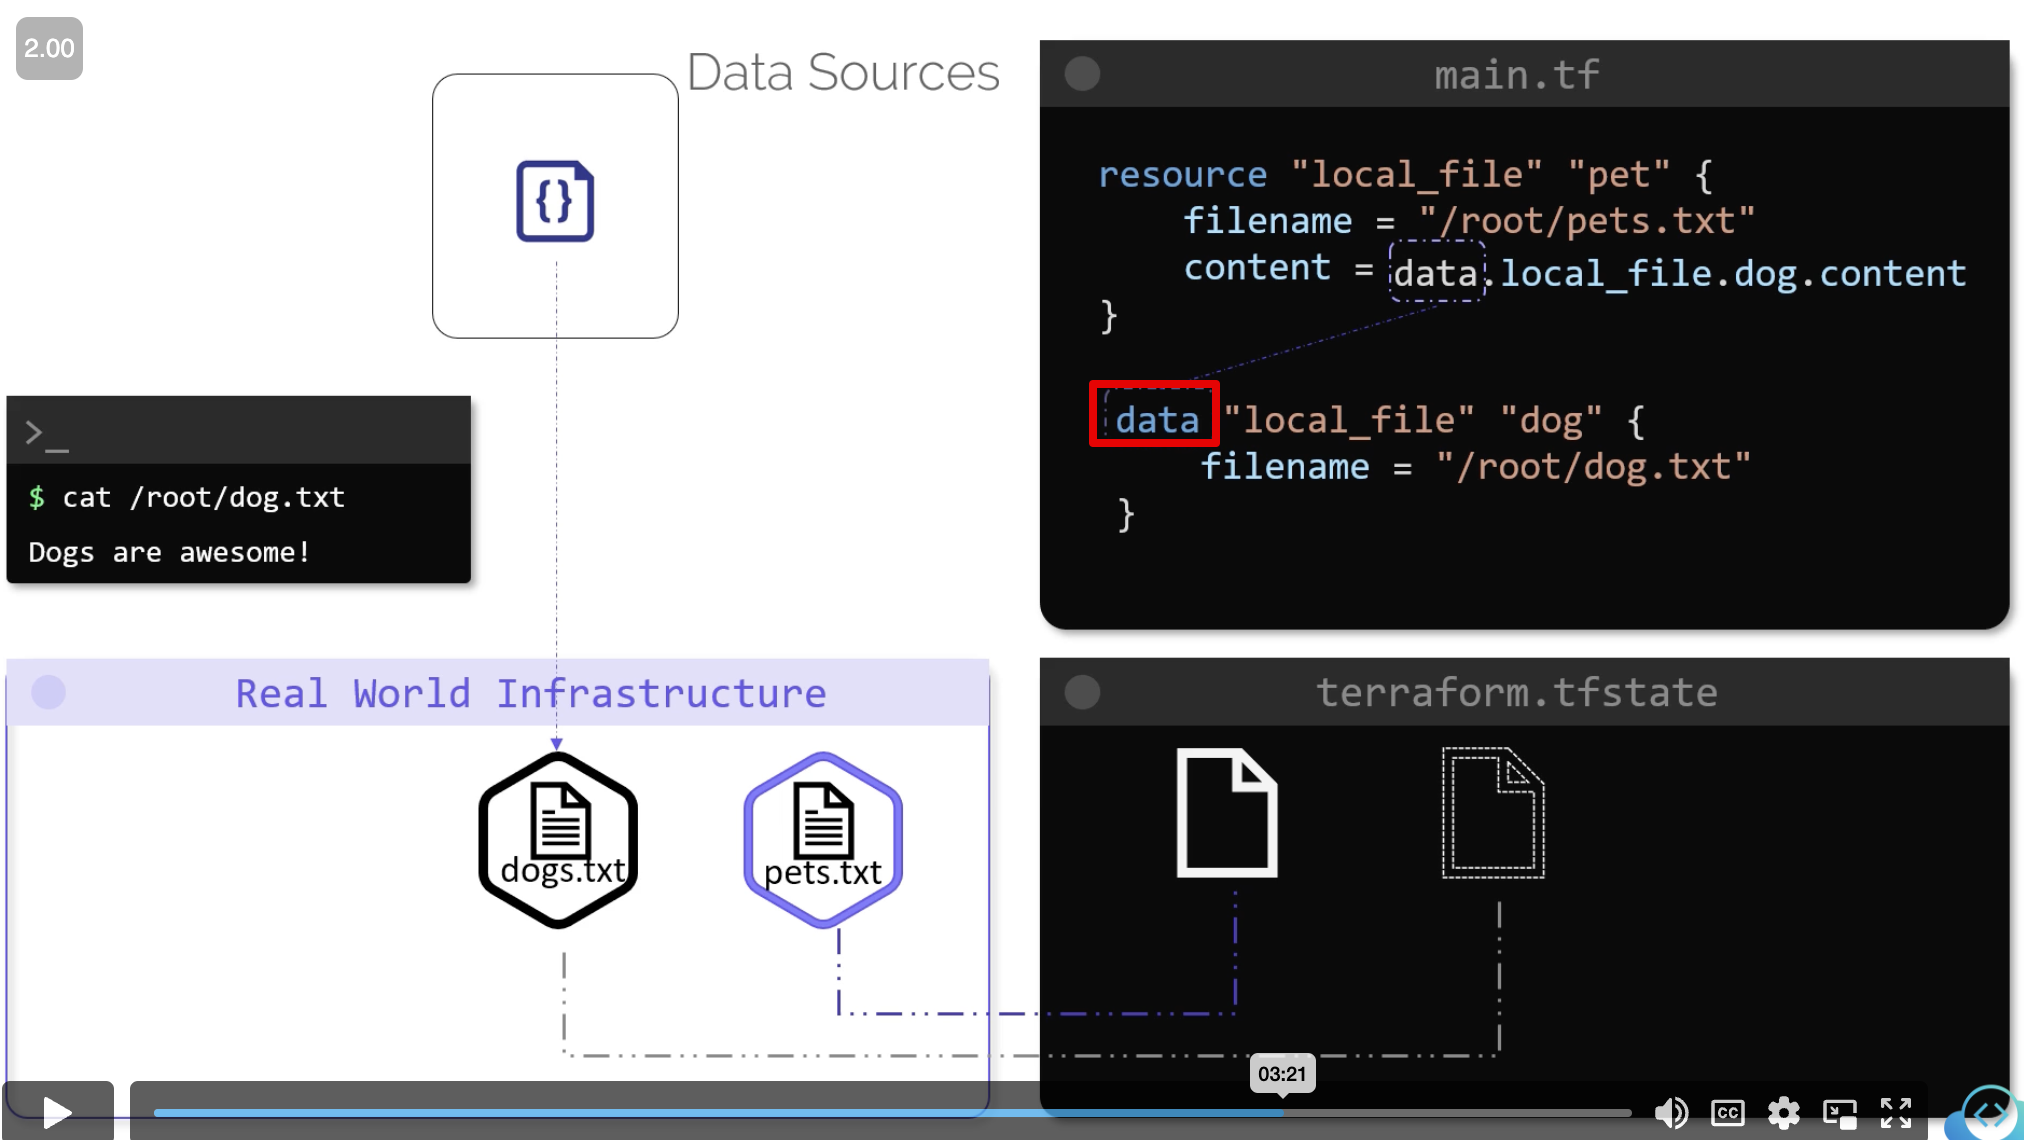 2.00
Data Sources
main.tf
resource "local_file" "pet" {
filename = "/root/pets.txt"
content = data.local_file.dog.content
}
data "local_file" "dog" {
filename = "/root/dog.txt"
}
>_
$ cat /root/dog.txt
Dogs are awesome!
Real World Infrastructure
dogs.txt
pets.txt
terraform.tfstate
03:21
CC